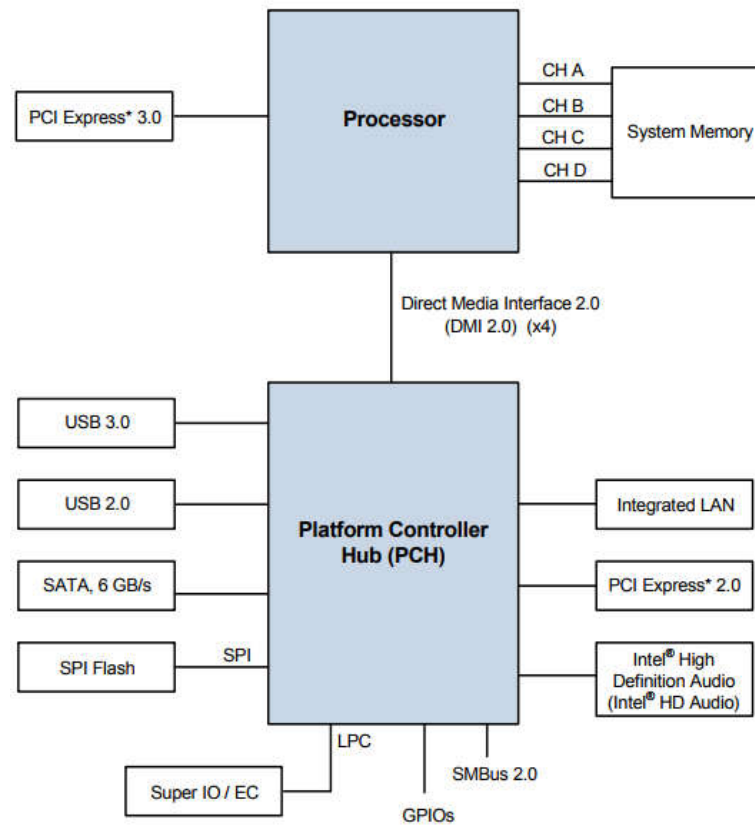 CH A
PCI Express* 3.0
Processor
CH B
System Memory
CH C
CH D
Direct Media Interface 2.0
(DMI 2.0) (x4)
USB 3.0
USB 2.0
Integrated LAN
Platform Controller
Hub (PCH)
SATA, 6 GB/s
PCI Express* 2.0
SPI Flash
SPI
Intel® High
Definition Audio
(Intel® HD Audio)
LPC
SMBus 2.0
Super IO / EC
GPIOs